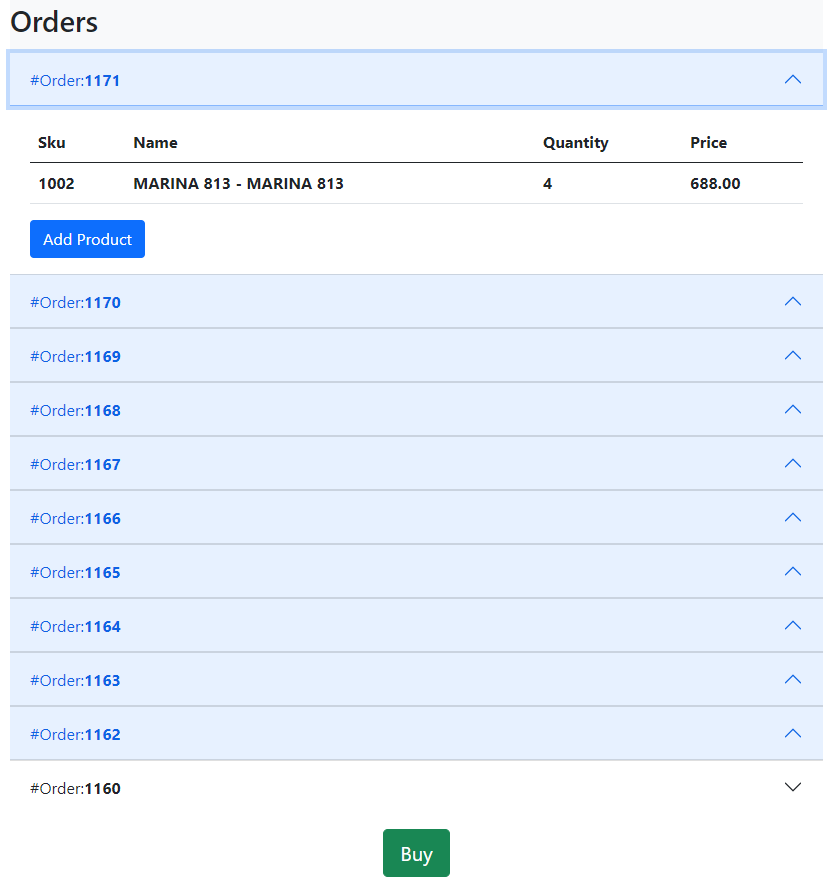 Orders
#Order:1171
Sku Name Quantity Price
1002 MARINA 813 - MARINA 813 4 688.00
Add Product
#Order:1170
#Order:1169
#Order:1168
#Order:1167
#Order:1166
#Order:1165
#Order:1164
#Order:1163
#Order:1162
#Order:1160
Buy